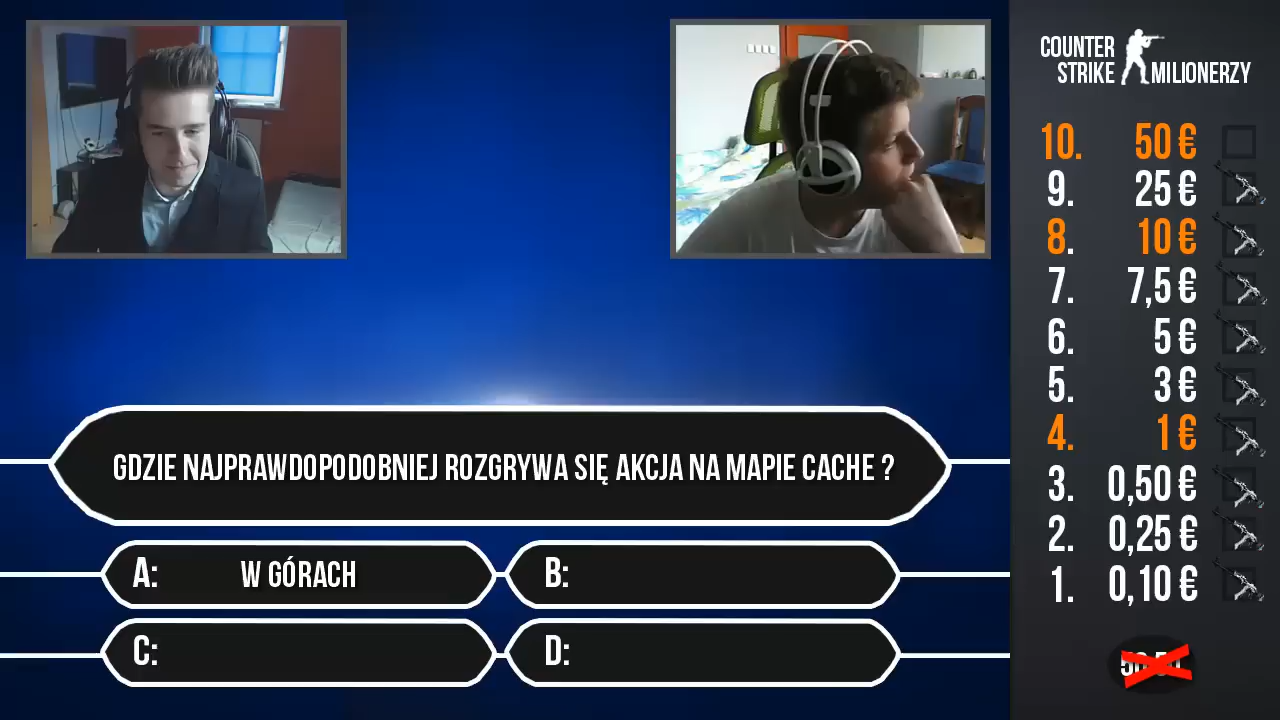 COUNTER
STRIKE MILIONERZY
10. 50 €
9. 25 €
8. 10 €
7. 7,5 €
6. 5 €
5. 3 €
4. 1 €
3. 0,50 €
2. 0,25 €
1. 0,10 €
GDZIE NAJPRAWDOPODOBNIEJ ROZGRYWA SIĘ AKCJA NA MAPIE CACHE ?
A: W GÓRACH
B:
C:
D: